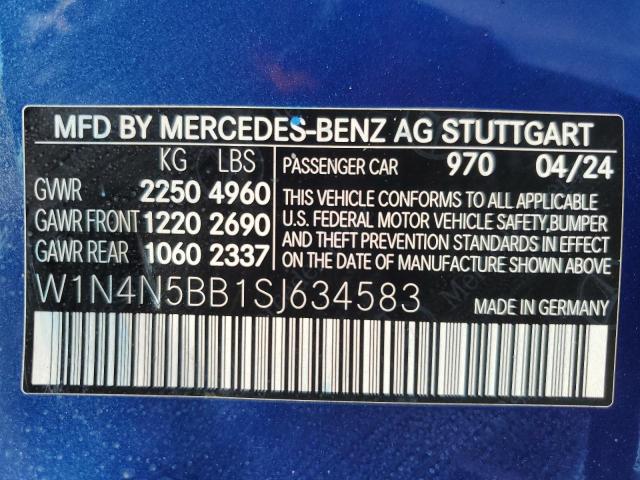 MFD BY MERCEDES-BENZ AG STUTTGART
KG LBS
GVWR 2250 4960
GAWR FRONT 1220 2690
GAWR REAR 1060 2337
PASSENGER CAR 970 04/24
THIS VEHICLE CONFORMS TO ALL APPLICABLE
U.S. FEDERAL MOTOR VEHICLE SAFETY,BUMPER
AND THEFT PREVENTION STANDARDS IN EFFECT
ON THE DATE OF MANUFACTURE SHOWN ABOVE.
W1N4N5BB1SJ634583
MADE IN GERMANY